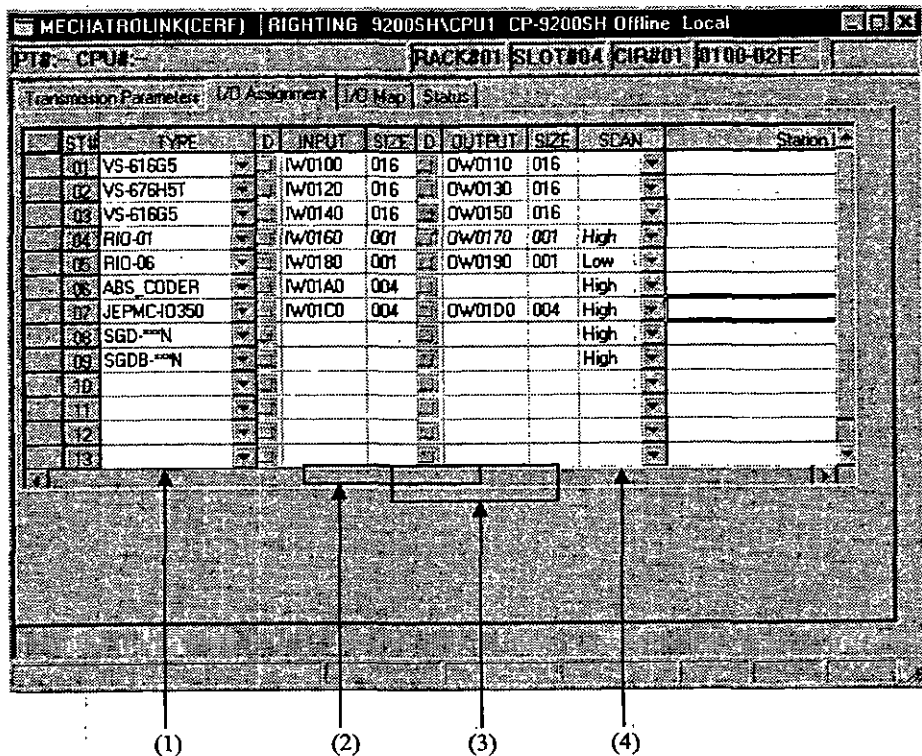 MECHATROLINK(CERF) RIGHTING 9200SH\CPU1 CP-9200SH Offline Local
PT#:- CPU#:- RACK#01 SLOT#04 CIR#01 0100-02FF
Transmission Parameters I/O Assignment I/O Map Status
ST# TYPE D INPUT SIZE D OUTPUT SIZE SCAN Station
01 VS-616G5 IW0100 016 OW0110 016
02 VS-676H5T IW0120 016 OW0130 016
03 VS-616G5 IW0140 016 OW0150 016
04 RIO-01 IW0160 001 OW0170 001 High
05 RIO-06 IW0180 001 OW0190 001 Low
06 ABS_CODER IW01A0 004 High
07 JEPMC-IO350 IW01C0 004 OW01D0 004 High
08 SGD-***N High
09 SGDB-***N High
10
11
12
13
(1) (2) (3) (4)